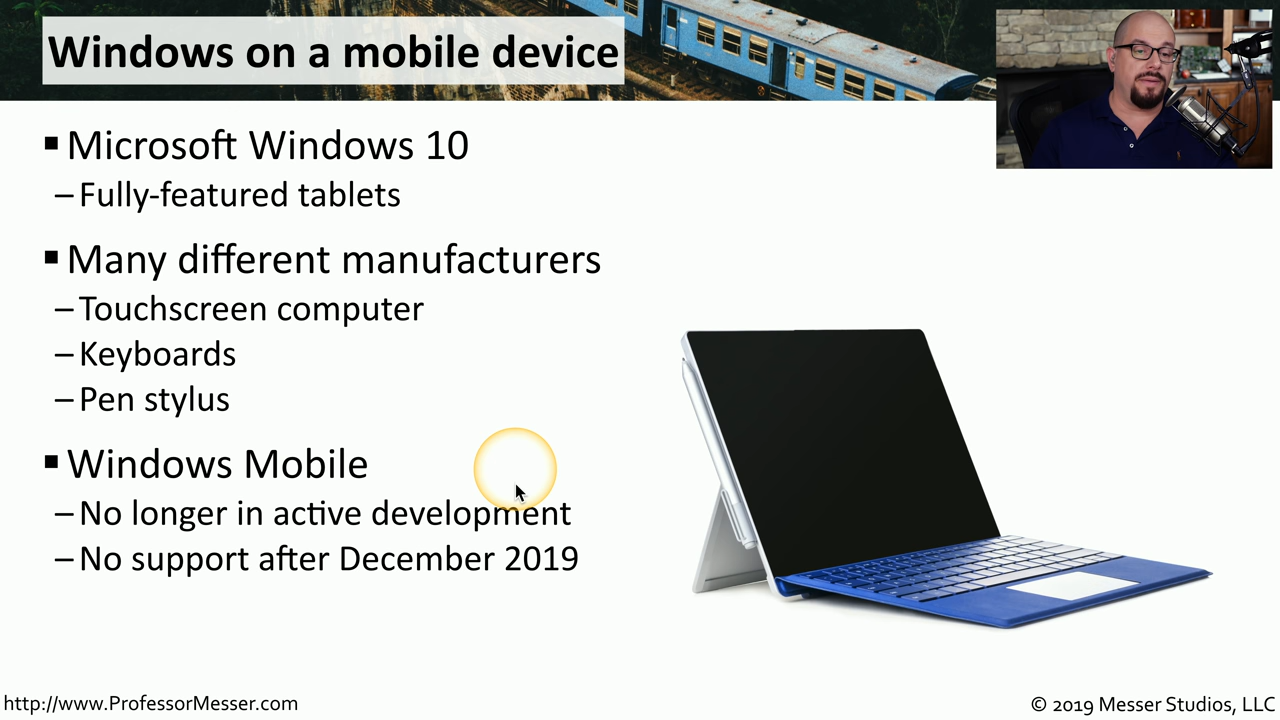 Windows on a mobile device
▪ Microsoft Windows 10
– Fully-featured tablets
▪ Many different manufacturers
– Touchscreen computer
– Keyboards
– Pen stylus
▪ Windows Mobile
– No longer in active development
– No support after December 2019
http://www.ProfessorMesser.com
© 2019 Messer Studios, LLC